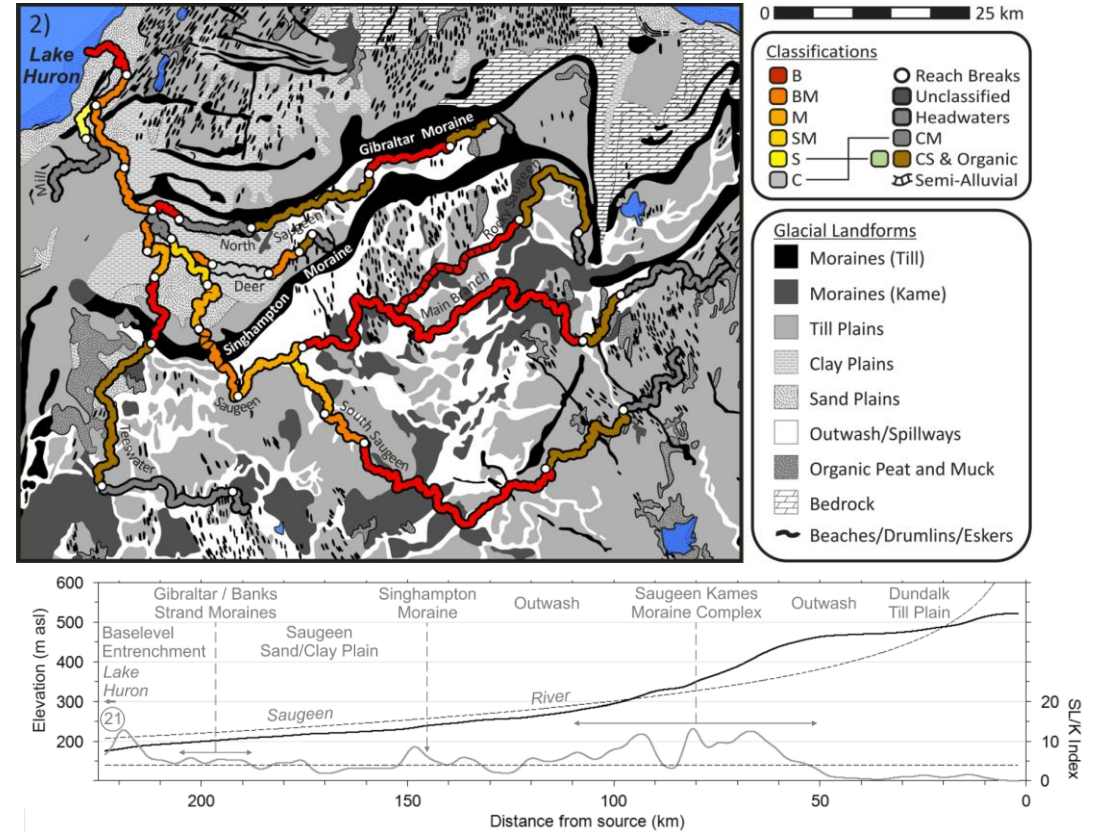 2)
Lake
Huron
Mill
Gibraltar Moraine
North
Saugeen
Deer
Singhampton Moraine
Rocky Saugeen
Main Branch
Saugeen
South Saugeen
Teeswater
0 25 km
Classifications
B
BM
M
SM
S
C
Reach Breaks
Unclassified
Headwaters
CM
CS & Organic
Semi-Alluvial
Glacial Landforms
Moraines (Till)
Moraines (Kame)
Till Plains
Clay Plains
Sand Plains
Outwash/Spillways
Organic Peat and Muck
Bedrock
Beaches/Drumlins/Eskers
600
500
400
300
200
Elevation (m asl)
Gibraltar / Banks
Strand Moraines
Singhampton
Moraine
Outwash
Saugeen Kames
Moraine Complex
Outwash
Dundalk
Till Plain
Baselevel
Entrenchment
Saugeen
Sand/Clay Plain
Lake
Huron
21
Saugeen
River
20
10
0
SL/K Index
200 150 100 50 0
Distance from source (km)